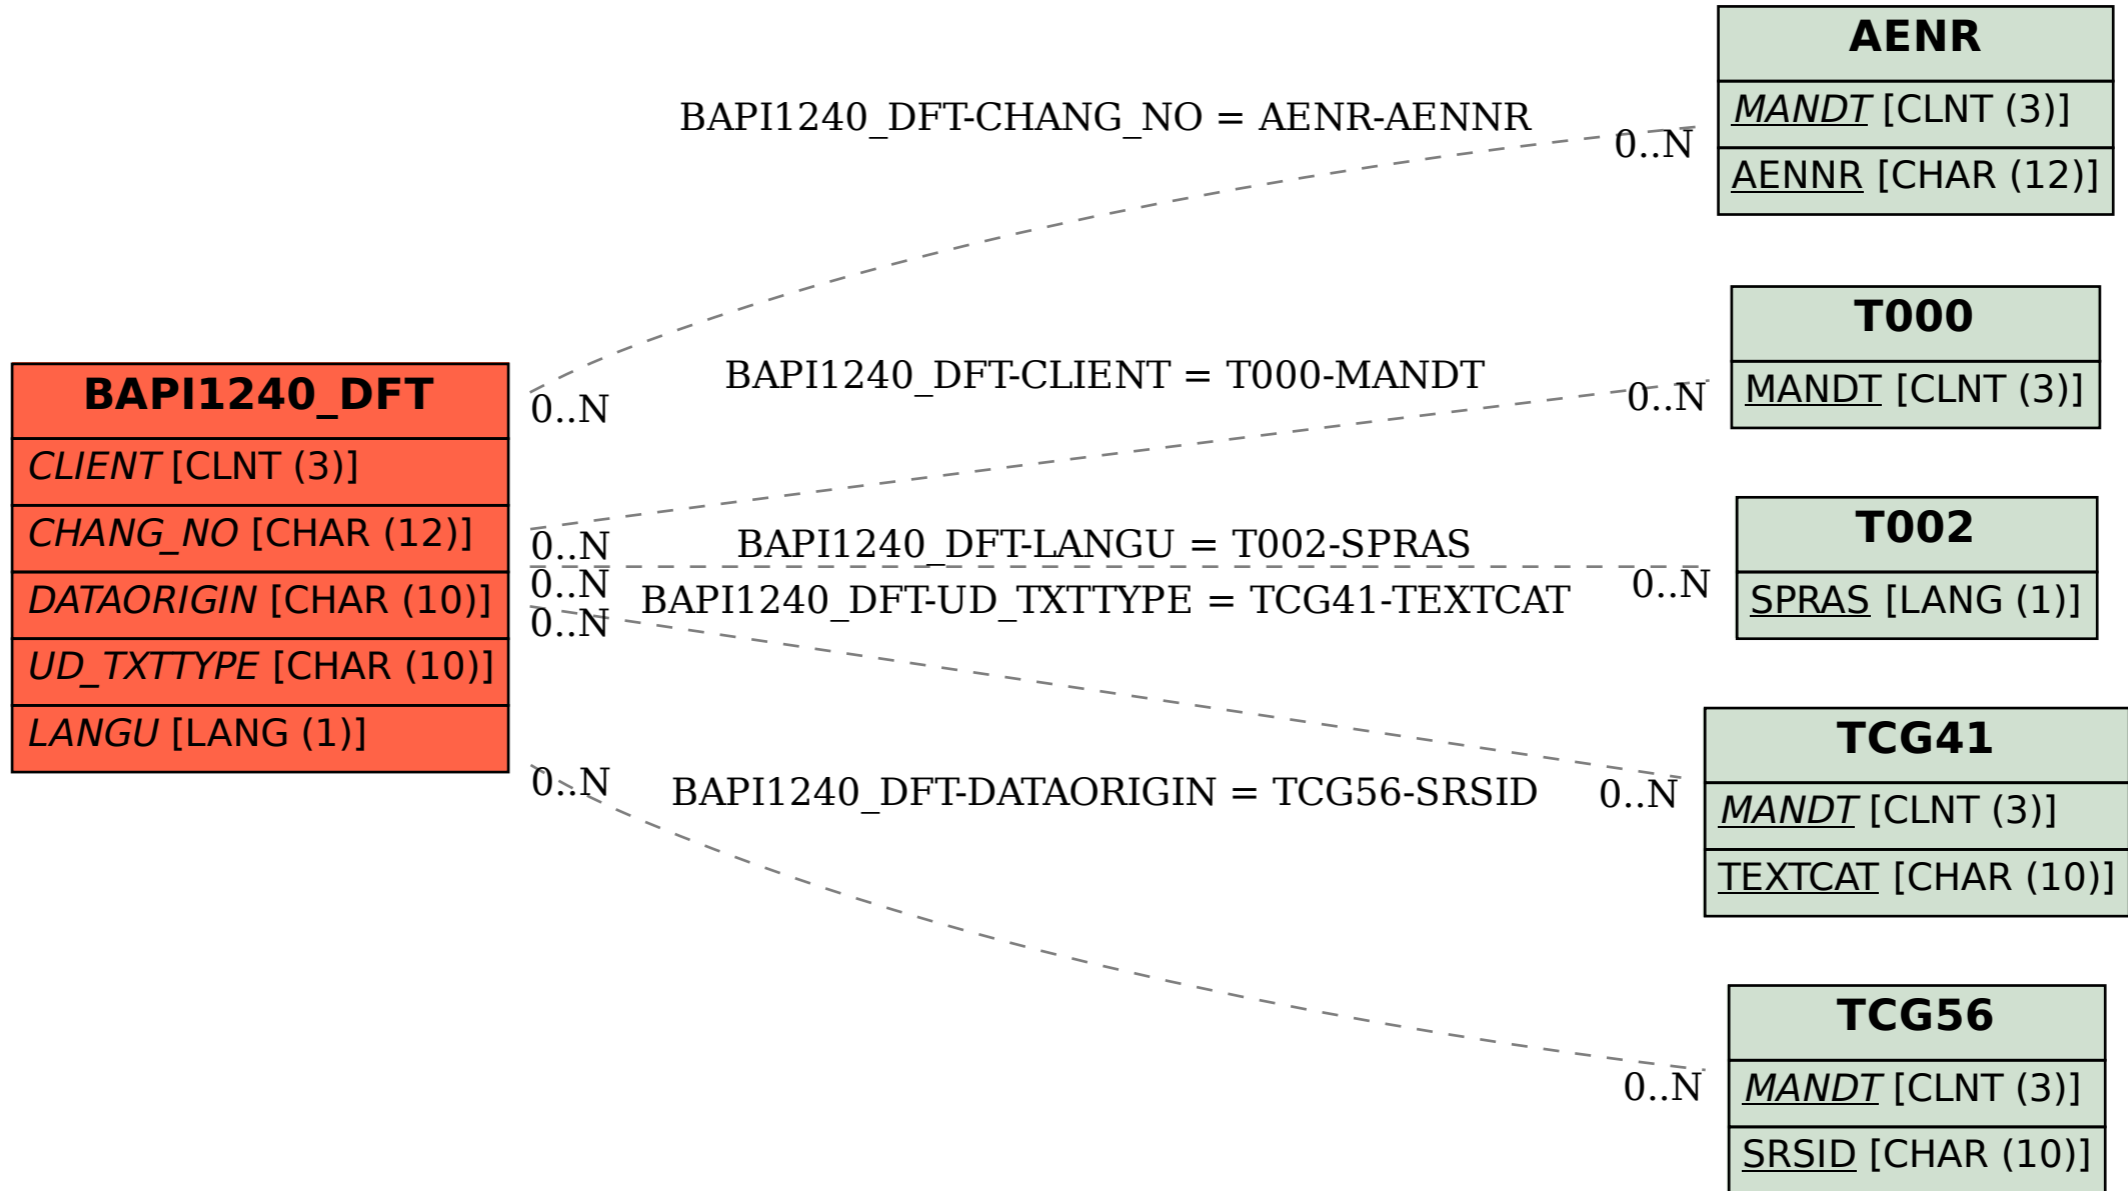 BAPI1240_DFT
CLIENT [CLNT (3)]
CHANG_NO [CHAR (12)]
DATAORIGIN [CHAR (10)]
UD_TXTTYPE [CHAR (10)]
LANGU [LANG (1)]
BAPI1240_DFT-CHANG_NO = AENR-AENNR
0..N
0..N
BAPI1240_DFT-CLIENT = T000-MANDT
0..N
0..N
BAPI1240_DFT-LANGU = T002-SPRAS
0..N
0..N
BAPI1240_DFT-UD_TXTTYPE = TCG41-TEXTCAT
0..N
0..N
BAPI1240_DFT-DATAORIGIN = TCG56-SRSID
0..N
0..N
AENR
MANDT [CLNT (3)]
AENNR [CHAR (12)]
T000
MANDT [CLNT (3)]
T002
SPRAS [LANG (1)]
TCG41
MANDT [CLNT (3)]
TEXTCAT [CHAR (10)]
TCG56
MANDT [CLNT (3)]
SRSID [CHAR (10)]